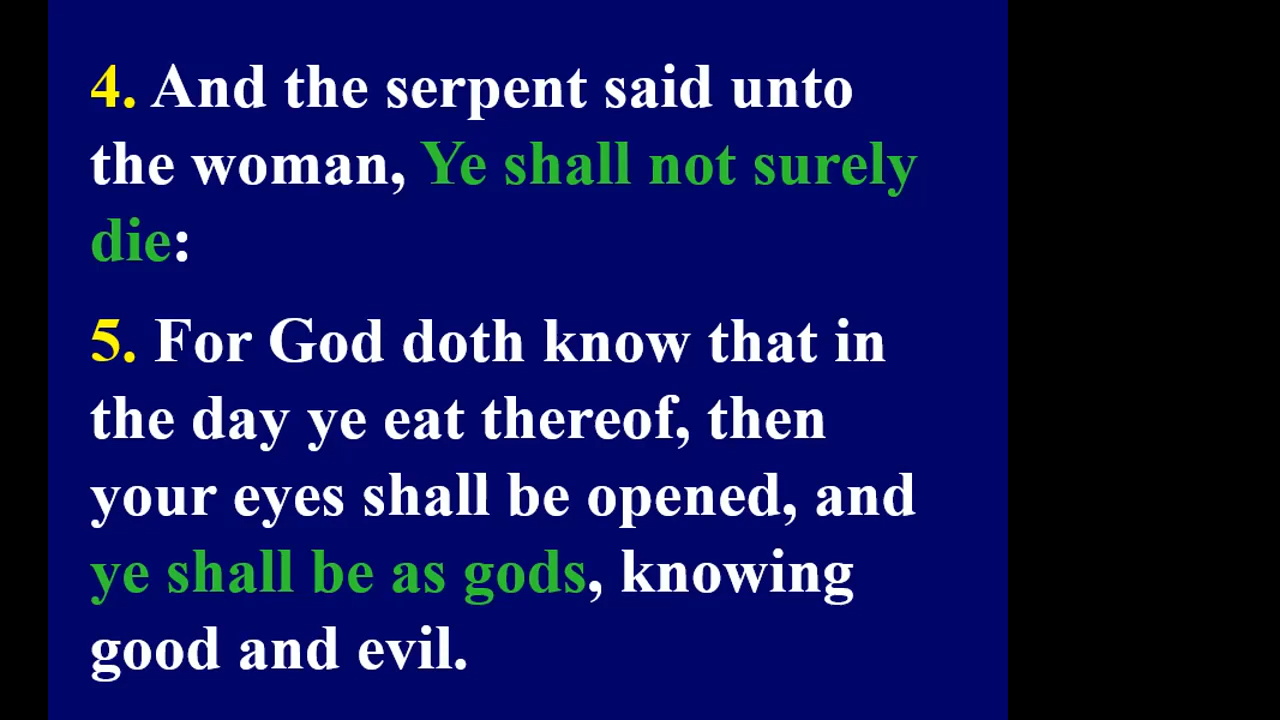 4. And the serpent said unto
the woman, Ye shall not surely
die:
5. For God doth know that in
the day ye eat thereof, then
your eyes shall be opened, and
ye shall be as gods, knowing
good and evil.